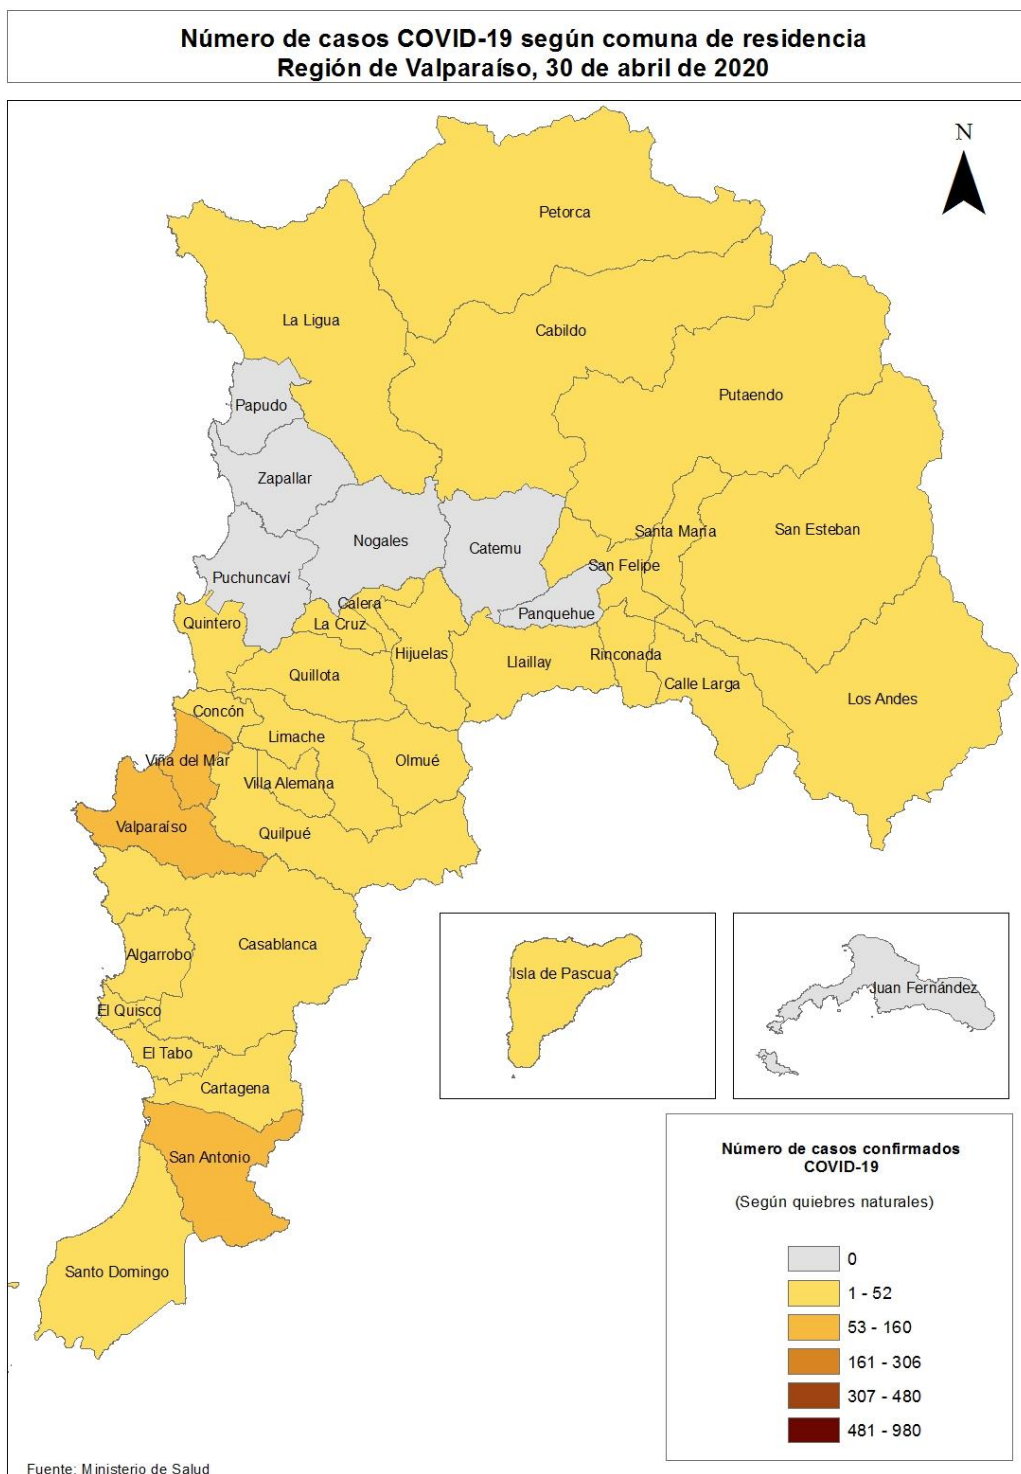 Número de casos COVID-19 según comuna de residencia
Región de Valparaíso, 30 de abril de 2020
N
Petorca
La Ligua
Cabildo
Putaendo
Papudo
Zapallar
Nogales
Catemu
Santa María
San Esteban
San Felipe
Puchuncaví
Calera
Panquehue
Quintero
La Cruz
Hijuelas
Llaillay
Rinconada
Quillota
Calle Larga
Los Andes
Concón
Limache
Viña del Mar
Olmué
Villa Alemana
Valparaíso
Quilpué
Casablanca
Algarrobo
Isla de Pascua
Juan Fernández
El Quisco
El Tabo
Cartagena
San Antonio
Santo Domingo
Número de casos confirmados
COVID-19
(Según quiebres naturales)
0
1 - 52
53 - 160
161 - 306
307 - 480
481 - 980
Fuente: Ministerio de Salud